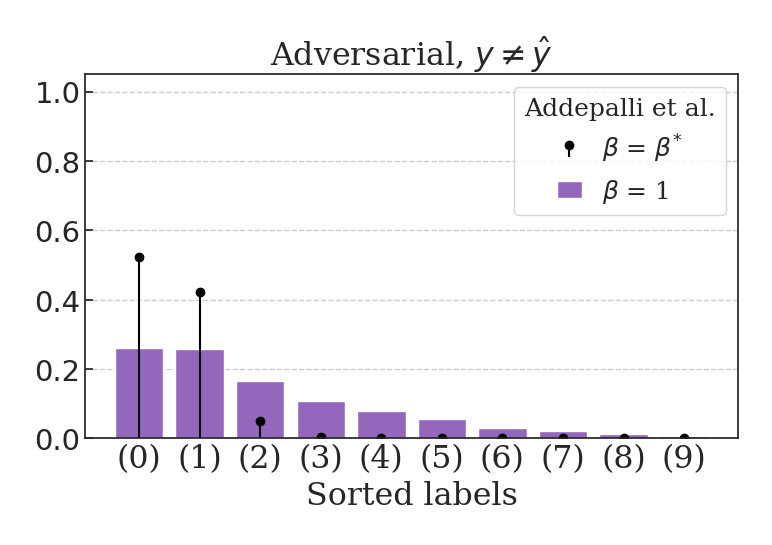 Adversarial, y ≠ ŷ
1.0
0.8
0.6
0.4
0.2
0.0
Addepalli et al.
β = β*
β = 1
(0) (1) (2) (3) (4) (5) (6) (7) (8) (9)
Sorted labels